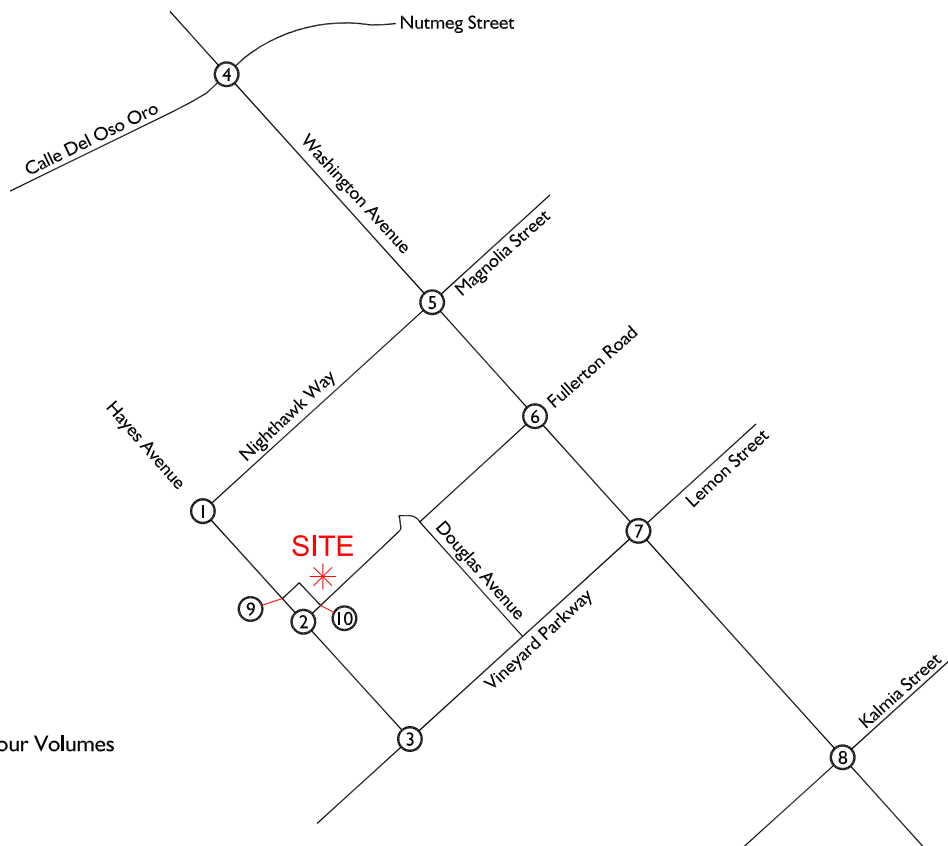 Nutmeg Street
4
Calle Del Oso Oro
Washington Avenue
Magnolia Street
5
Fullerton Road
6
Nighthawk Way
Hayes Avenue
Lemon Street
1
7
SITE
Douglas Avenue
9
2
10
Vineyard Parkway
Kalmia Street
3
our Volumes
8